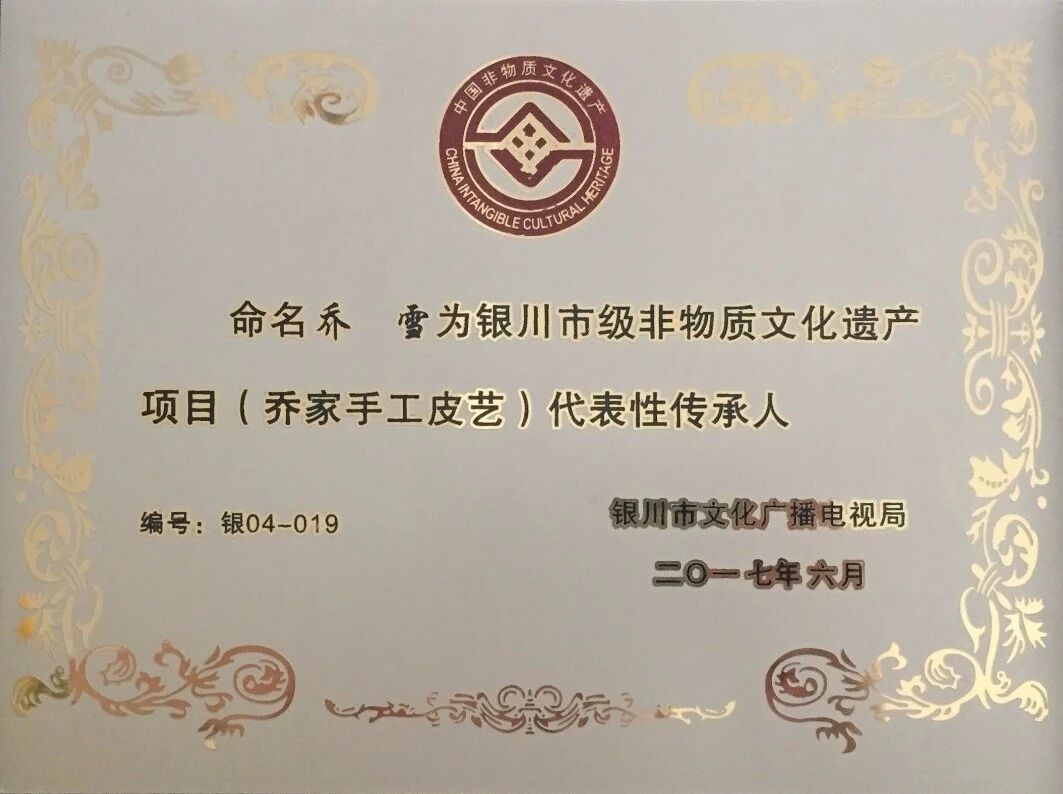 中国非物质文化遗产
CHINA INTANGIBLE CULTURAL HERITAGE
命名乔 雪为银川市级非物质文化遗产
项目（乔家手工皮艺）代表性传承人
编号：银04-019
银川市文化广播电视局
二〇一七年六月